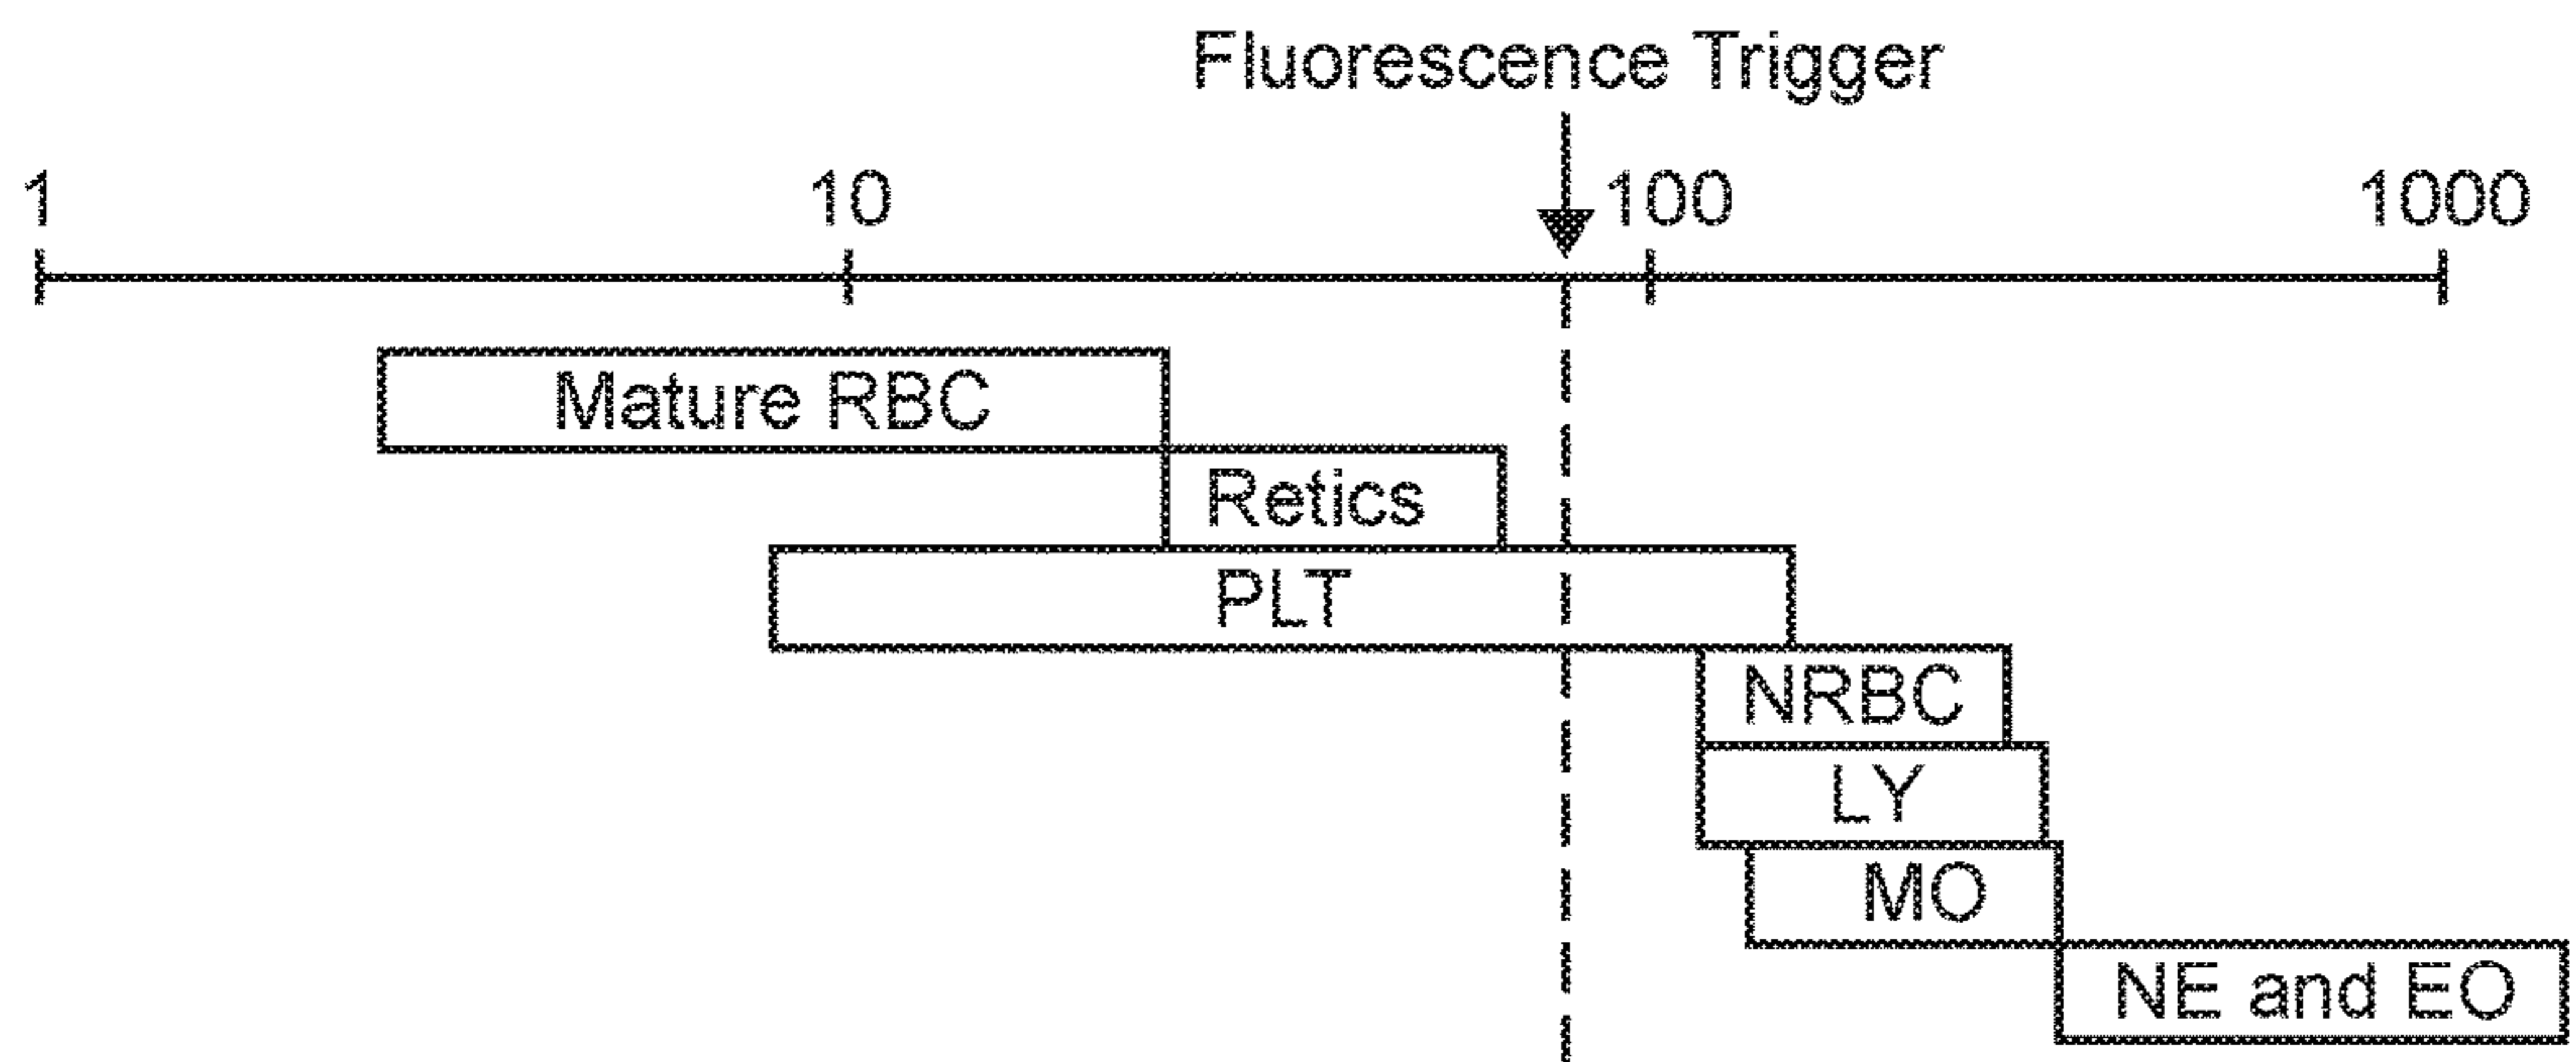 Fluorescence Trigger
1 10 100 1000
Mature RBC
Retics
PLT
NRBC
LY
MO
NE and EO